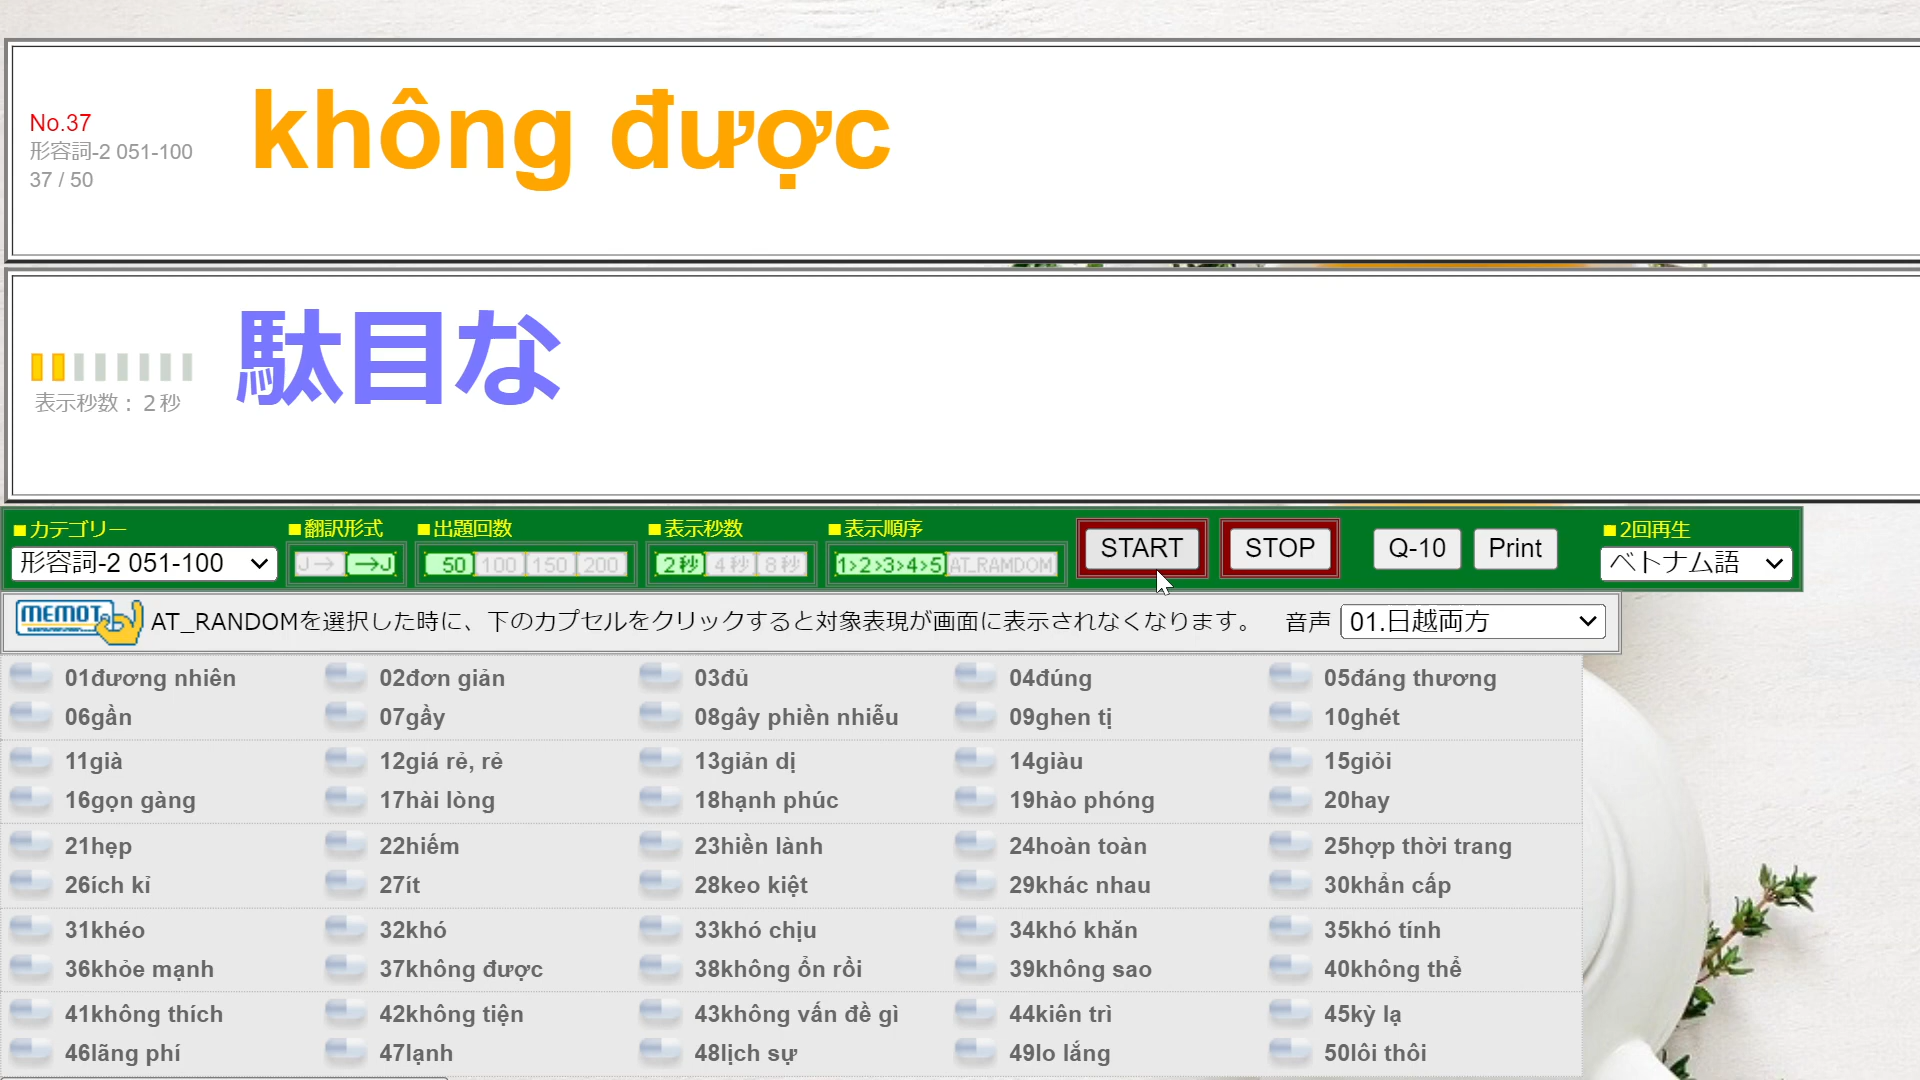 No.37
形容詞-2 051-100
37 / 50
không được
駄目な
表示秒数：2秒
■カテゴリー
形容詞-2 051-100
■翻訳形式
J→ →J
■出題回数
50 100 150 200
■表示秒数
2秒 4秒 8秒
■表示順序
1>2>3>4>5 AT_RAMDOM
START STOP Q-10 Print
■2回再生
ベトナム語
MEMOT AT_RANDOMを選択した時に、下のカプセルをクリックすると対象表現が画面に表示されなくなります。 音声 01.日越両方
01đương nhiên 02đơn giản 03đủ 04đúng 05đáng thương
06gần 07gầy 08gây phiền nhiễu 09ghen tị 10ghét
11già 12giá rẻ, rẻ 13giản dị 14giàu 15giỏi
16gọn gàng 17hài lòng 18hạnh phúc 19hào phóng 20hay
21hẹp 22hiếm 23hiền lành 24hoàn toàn 25hợp thời trang
26ích kỉ 27ít 28keo kiệt 29khác nhau 30khẩn cấp
31khéo 32khó 33khó chịu 34khó khăn 35khó tính
36khỏe mạnh 37không được 38không ổn rồi 39không sao 40không thể
41không thích 42không tiện 43không vấn đề gì 44kiên trì 45kỳ lạ
46lãng phí 47lạnh 48lịch sự 49lo lắng 50lôi thôi